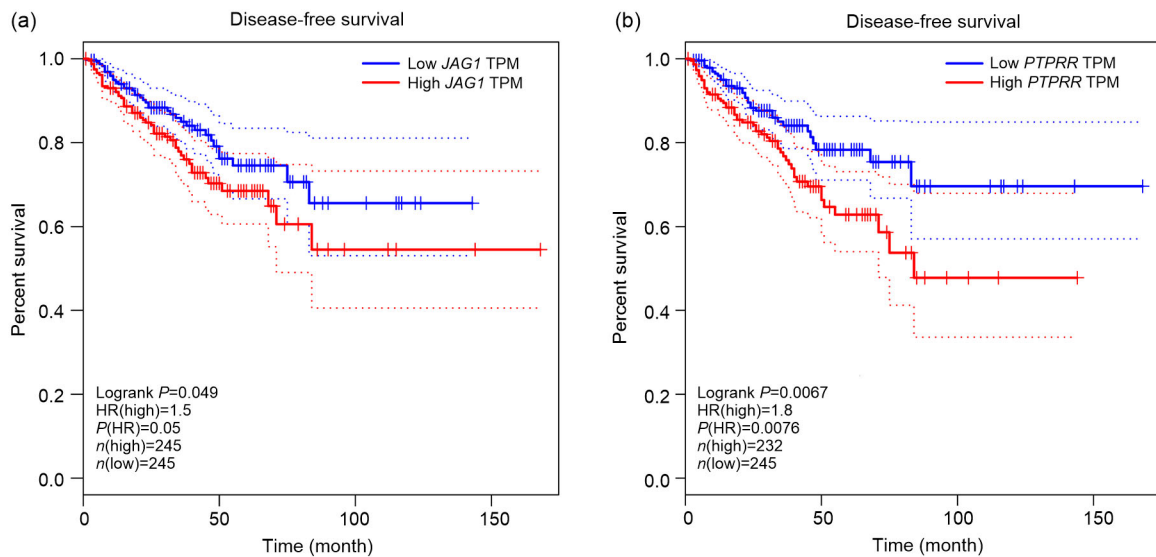 (a)
Disease-free survival
Low JAG1 TPM
High JAG1 TPM
Percent survival
1.0
0.8
0.6
0.4
0.2
0.0
Logrank P=0.049
HR(high)=1.5
P(HR)=0.05
n(high)=245
n(low)=245
0
50
100
150
Time (month)
(b)
Disease-free survival
Low PTPRR TPM
High PTPRR TPM
Percent survival
1.0
0.8
0.6
0.4
0.2
0.0
Logrank P=0.0067
HR(high)=1.8
P(HR)=0.0076
n(high)=232
n(low)=245
0
50
100
150
Time (month)